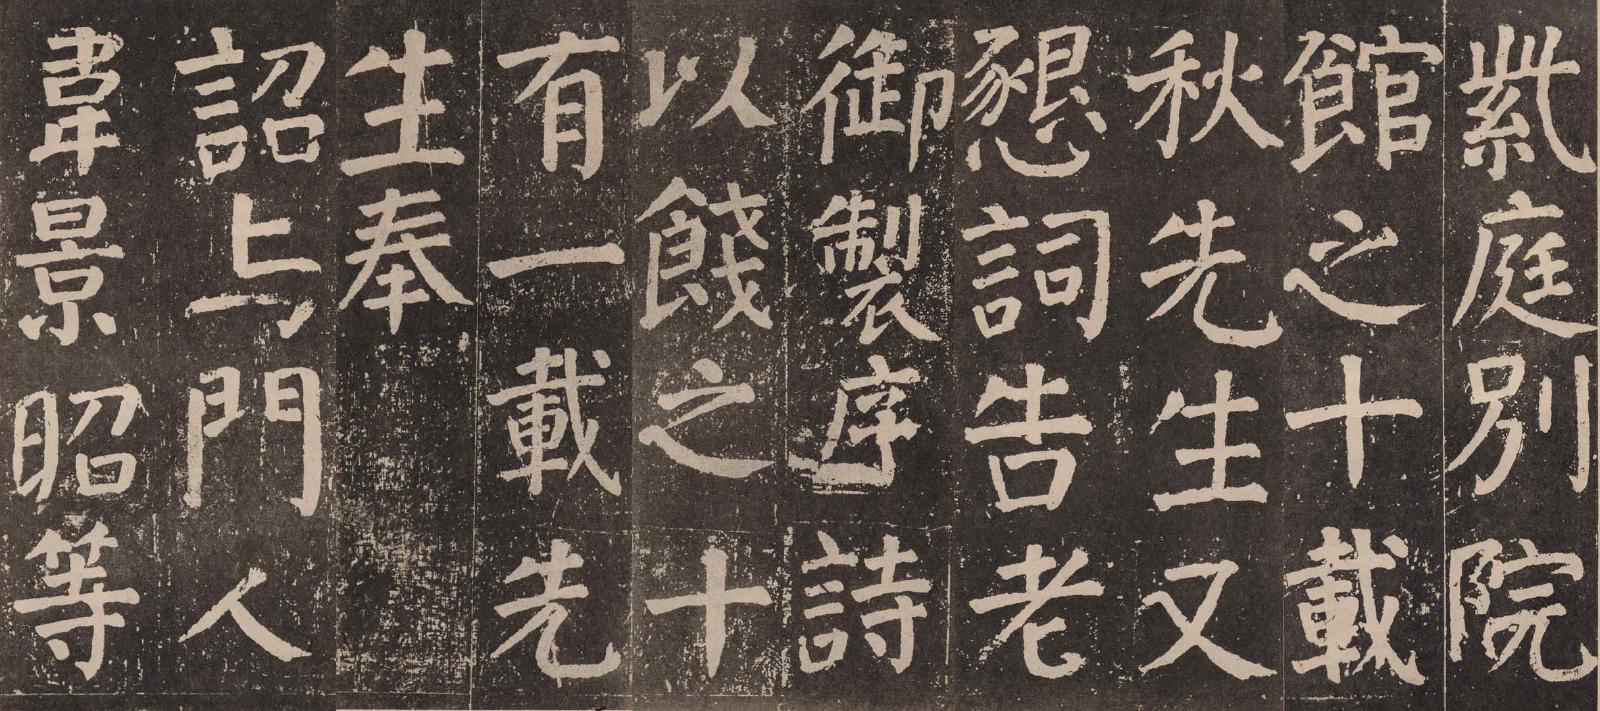 紫庭別院
館之十載
秋先生又
懇詞告老
御製序詩
以餞之十
有一載先
生奉
詔與門人
韋景昭等